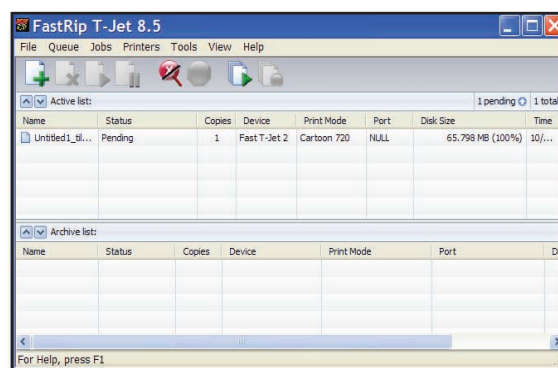 FastRip T-Jet 8.5
File Queue Jobs Printers Tools View Help
Active list: 1 pending 1 total
Name Status Copies Device Print Mode Port Disk Size Time
Untitled1_til... Pending 1 Fast T-Jet 2 Cartoon 720 NULL 65.798 MB (100%) 10/...
Archive list:
Name Status Copies Device Print Mode Port D
For Help, press F1